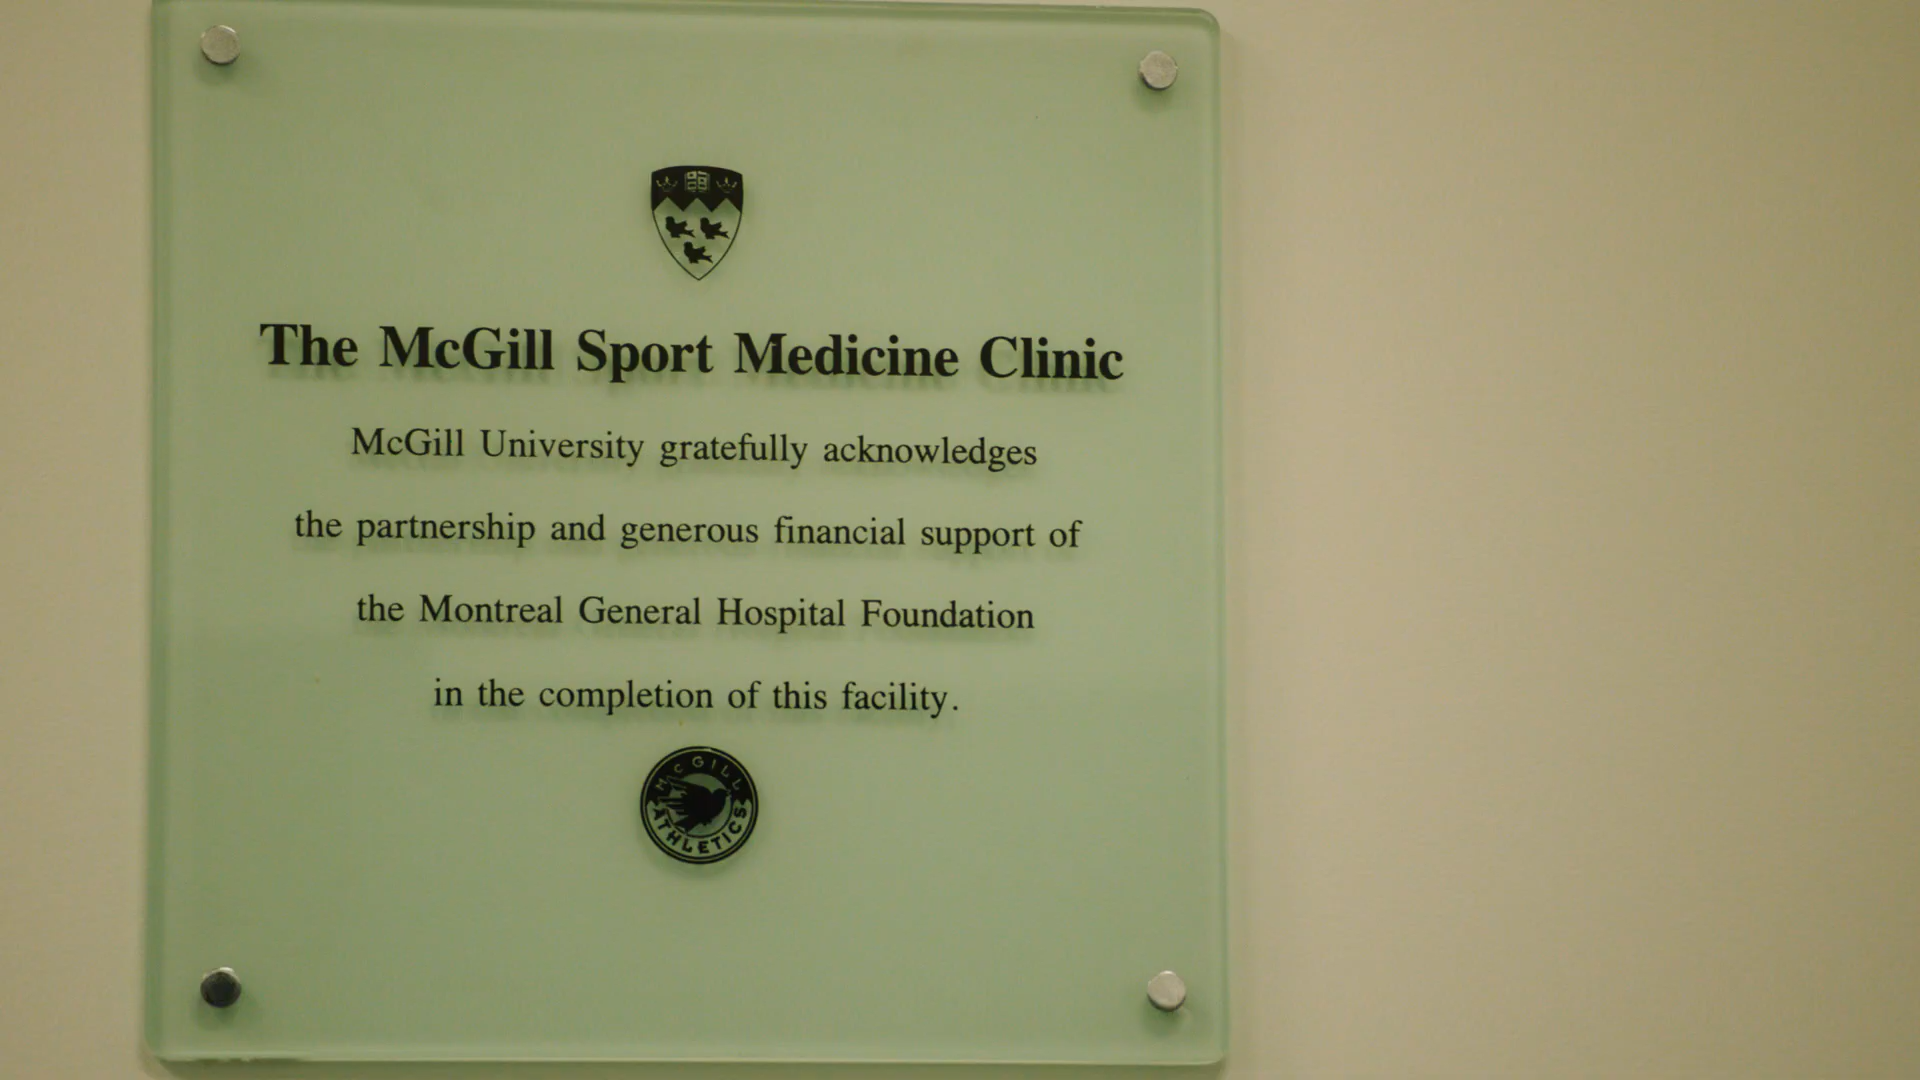 The McGill Sport Medicine Clinic
McGill University gratefully acknowledges
the partnership and generous financial support of
the Montreal General Hospital Foundation
in the completion of this facility.
McGILL
ATHLETICS